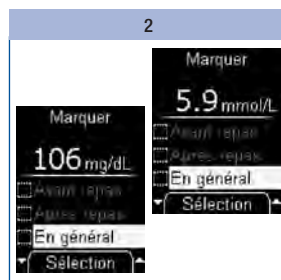 2
Marquer
5.9 mmol/L
Avant repas
Après repas
En général
Sélection
Marquer
106 mg/dL
Avant repas
Après repas
En général
Sélection